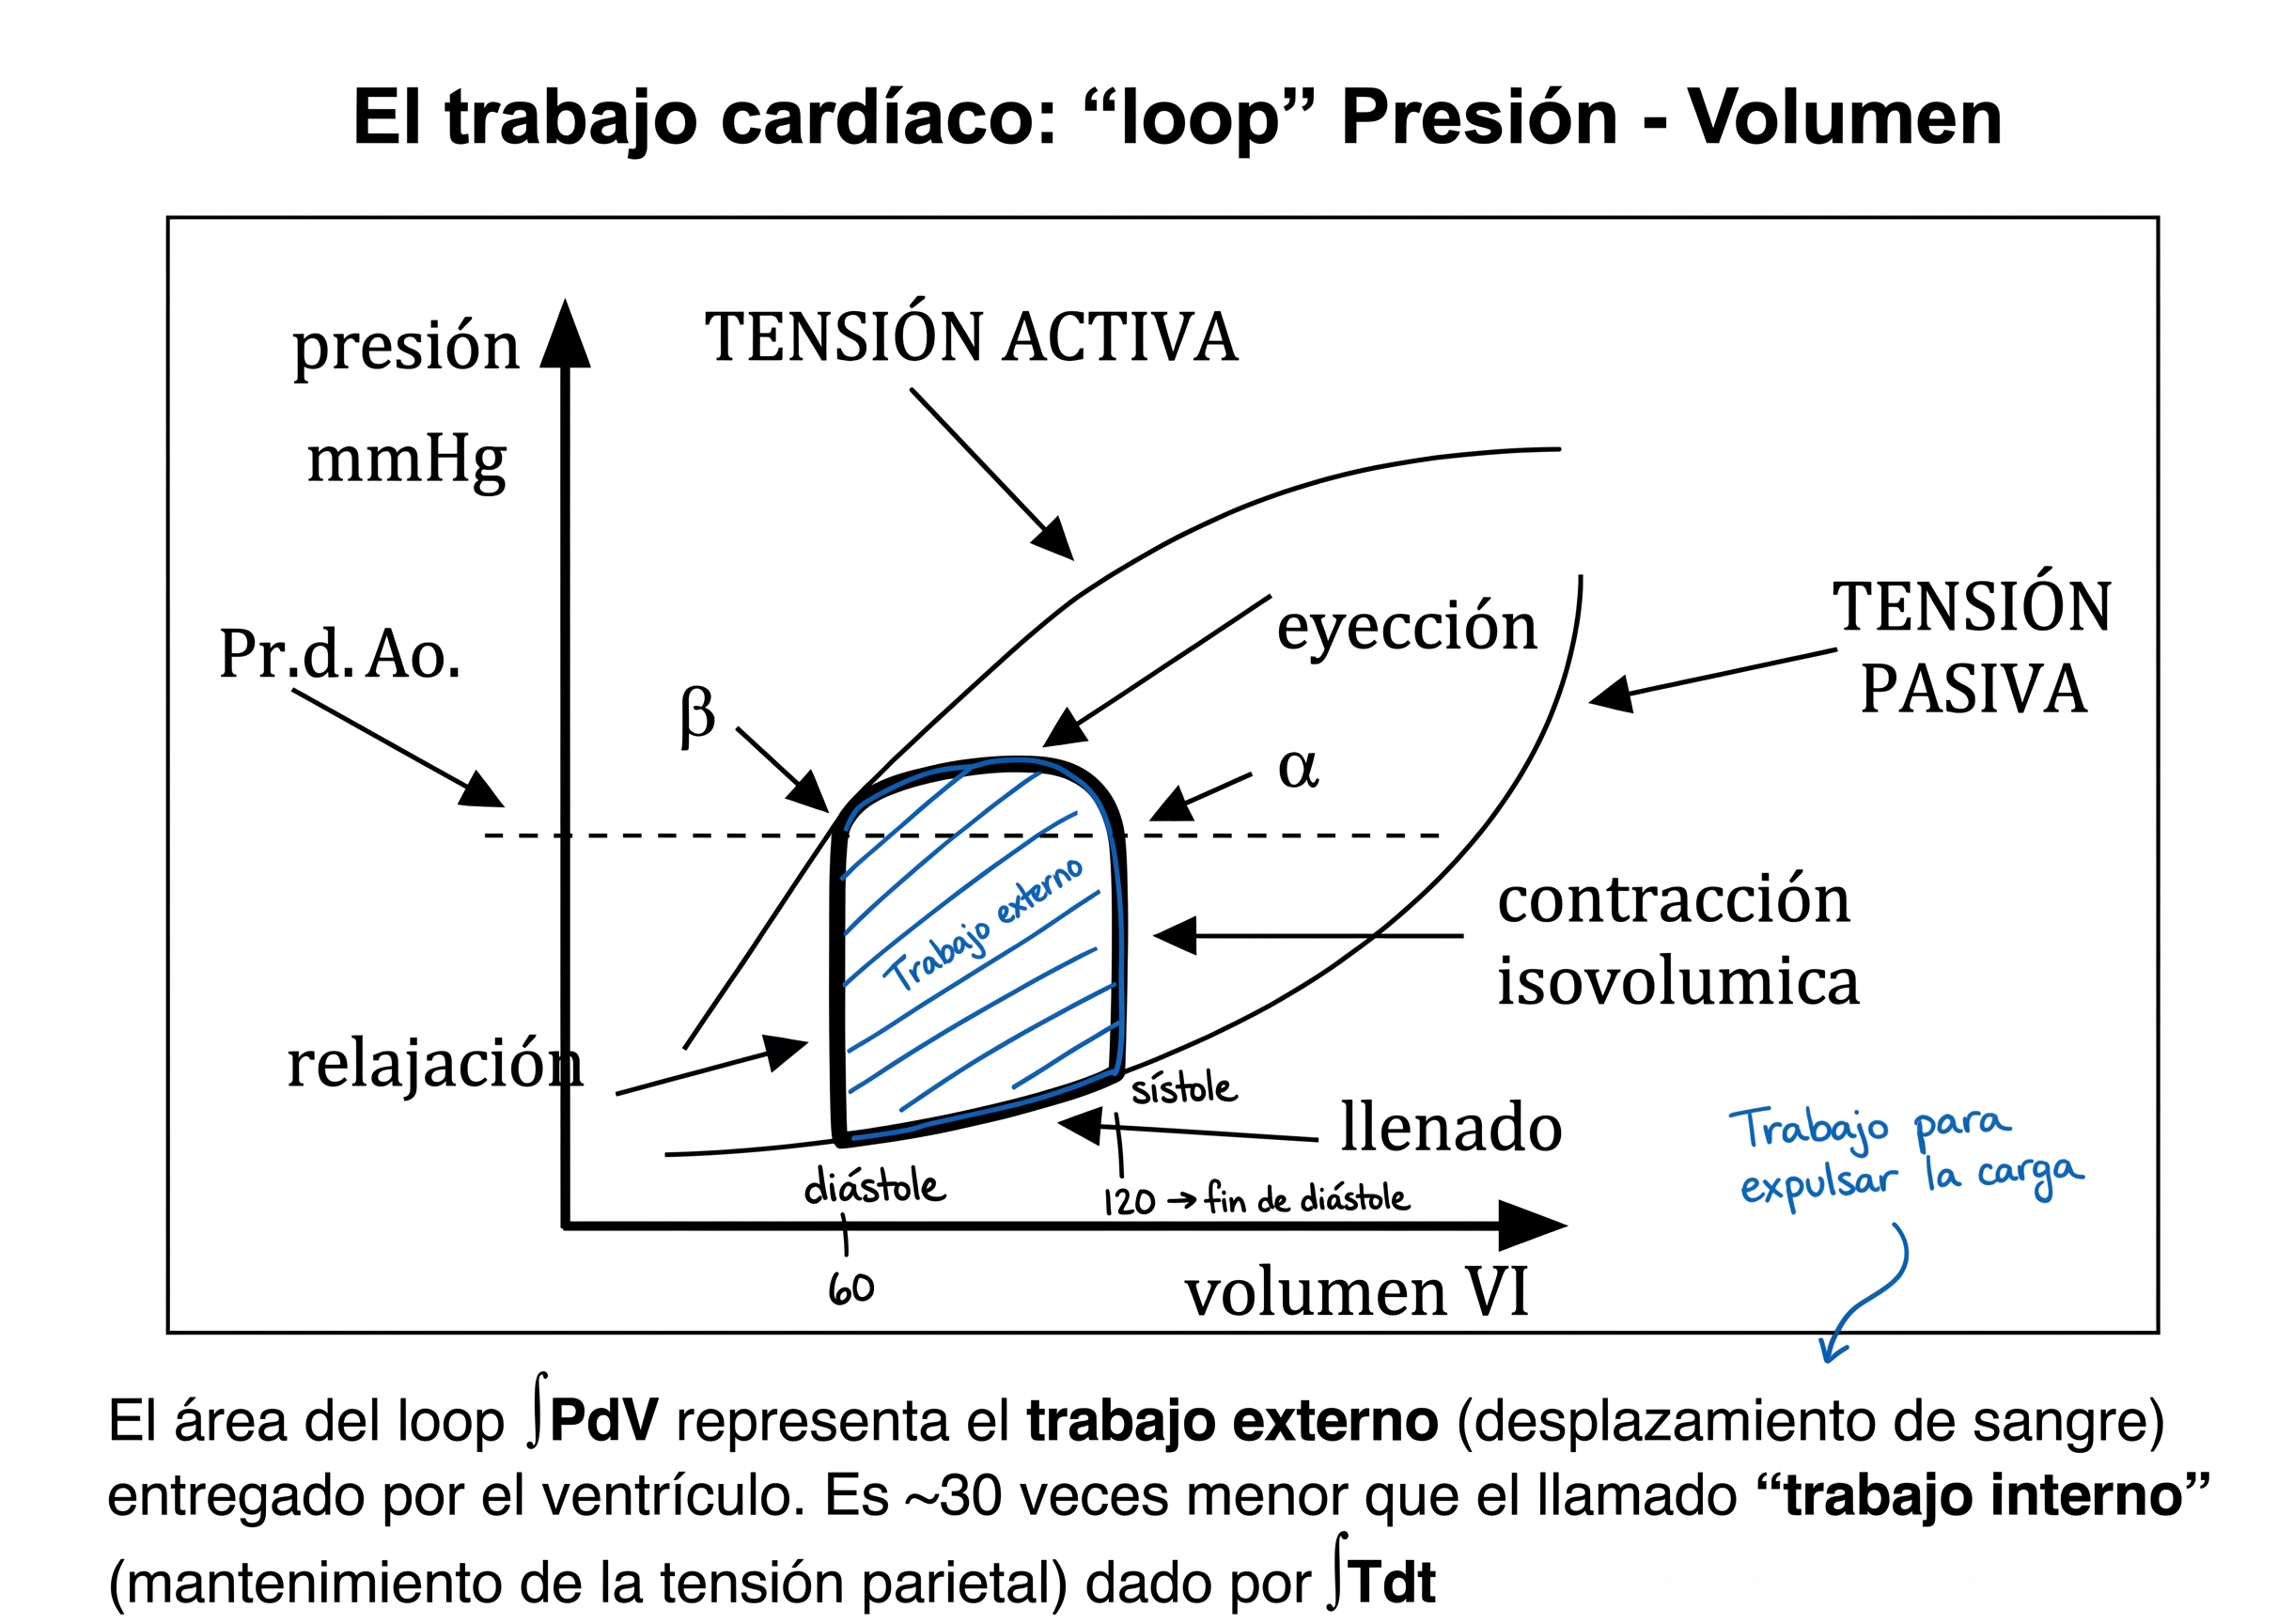 El trabajo cardíaco: “loop” Presión - Volumen
presión
mmHg
TENSIÓN ACTIVA
Pr.d. Ao.
β
eyección
α
TENSIÓN
PASIVA
contracción
isovolumica
Trabajo externo
relajación
sístole
llenado
diástole
120 → fin de diástole
60
volumen VI
Trabajo para
expulsar la carga
El área del loop ∫PdV representa el trabajo externo (desplazamiento de sangre)
entregado por el ventrículo. Es ~30 veces menor que el llamado “trabajo interno”
(mantenimiento de la tensión parietal) dado por ∫Tdt